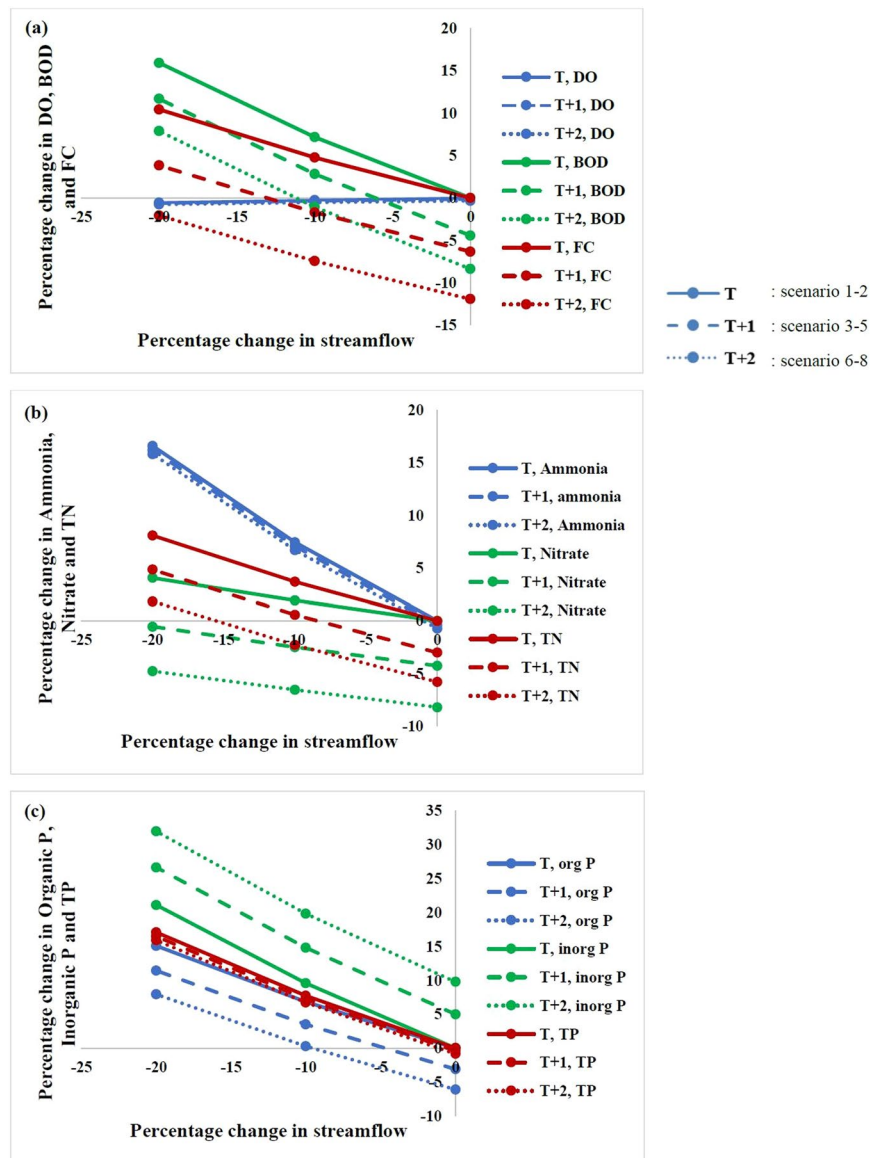 (a)
Percentage change in DO, BOD
and FC
20
15
10
5
0
-5
-10
-15
-25
-20
-15
-10
-5
0
Percentage change in streamflow
T, DO
T+1, DO
T+2, DO
T, BOD
T+1, BOD
T+2, BOD
T, FC
T+1, FC
T+2, FC
T : scenario 1-2
T+1 : scenario 3-5
T+2 : scenario 6-8
(b)
Percentage change in Ammonia,
Nitrate and TN
20
15
10
5
0
-5
-10
-25
-20
-15
-10
-5
0
Percentage change in streamflow
T, Ammonia
T+1, ammonia
T+2, Ammonia
T, Nitrate
T+1, Nitrate
T+2, Nitrate
T, TN
T+1, TN
T+2, TN
(c)
Percentage change in Organic P,
Inorganic P and TP
35
30
25
20
15
10
5
0
-5
-10
-25
-20
-15
-10
-5
0
Percentage change in streamflow
T, org P
T+1, org P
T+2, org P
T, inorg P
T+1, inorg P
T+2, inorg P
T, TP
T+1, TP
T+2, TP